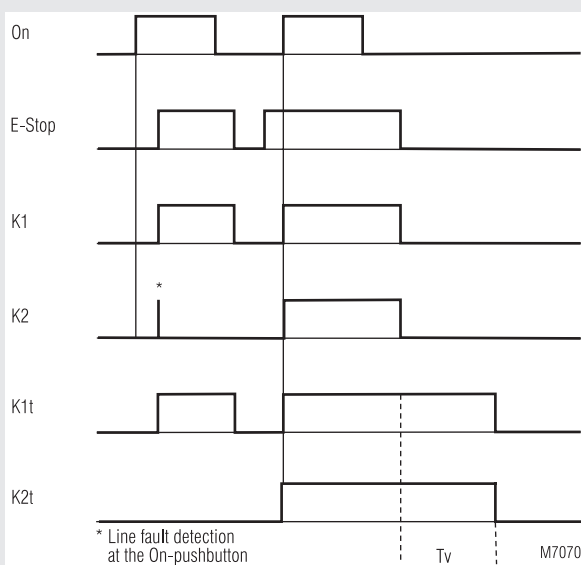 On
E-Stop
K1
*
K2
K1t
K2t
* Line fault detection
at the On-pushbutton
Tv
M7070